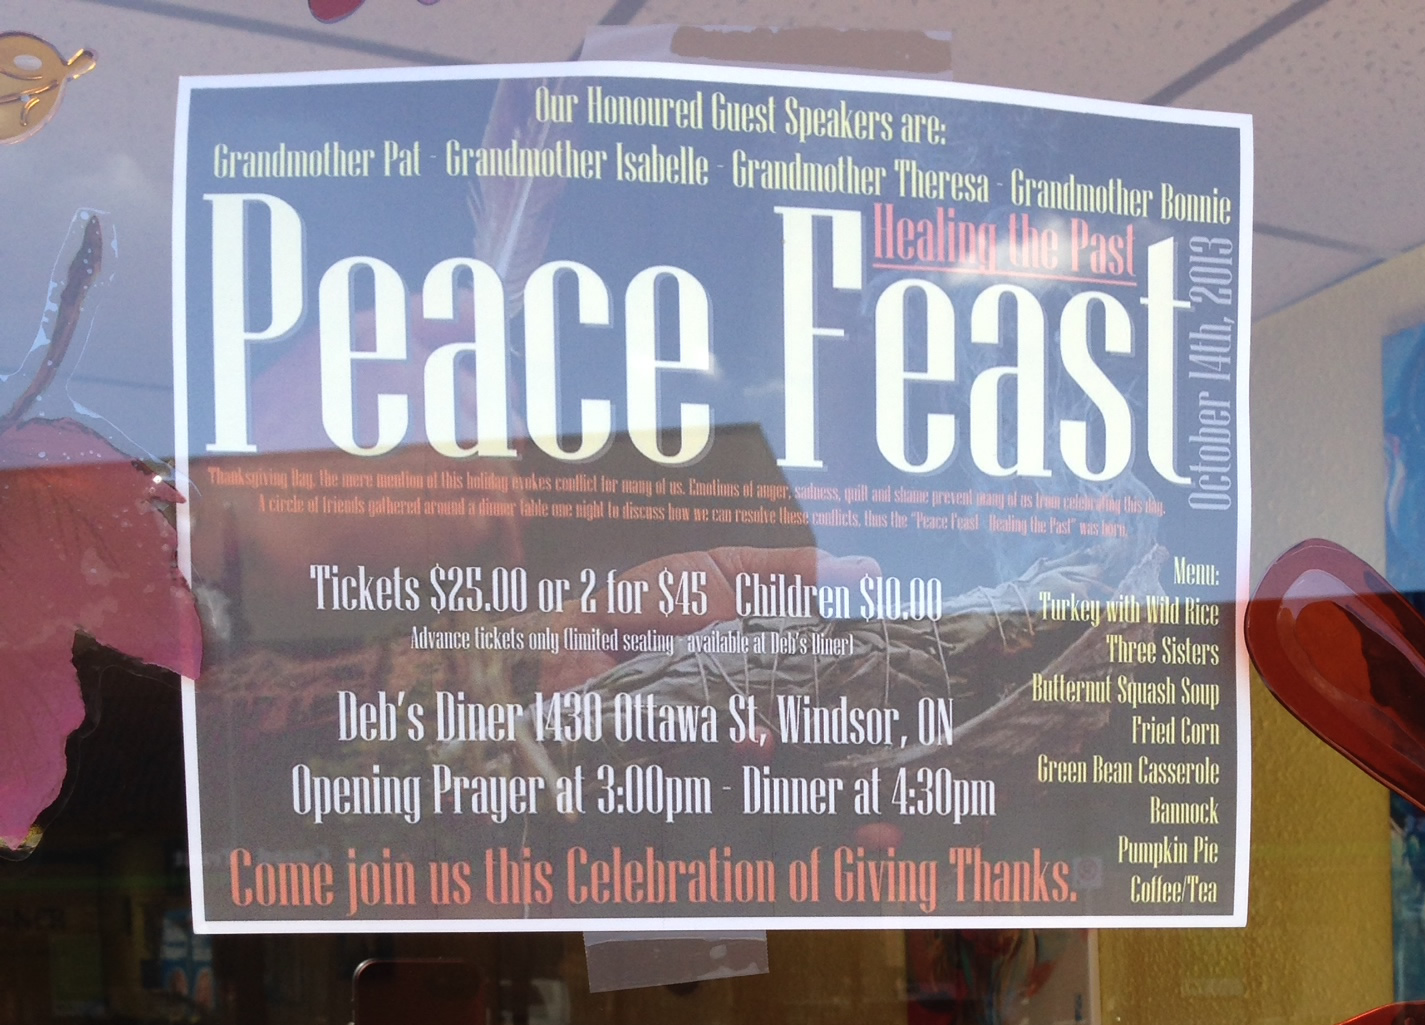 Our Honoured Guest Speakers are:
Grandmother Pat - Grandmother Isabelle - Grandmother Theresa - Grandmother Bonnie
Peace Feast
Healing the Past
October 14th, 2013
Thanksgiving Day, the mere mention of this holiday evokes conflict for many of us. Emotions of anger, sadness, guilt and shame prevent many of us from celebrating this day.
A circle of friends gathered around a dinner table one night to discuss how we can resolve these conflicts, thus the "Peace Feast - Healing the Past" was born.
Tickets $25.00 or 2 for $45 Children $10.00
Advance tickets only (limited seating - available at Deb's Diner)
Deb's Diner 1430 Ottawa St, Windsor, ON
Opening Prayer at 3:00pm - Dinner at 4:30pm
Come join us this Celebration of Giving Thanks.
Menu:
Turkey with Wild Rice
Three Sisters
Butternut Squash Soup
Fried Corn
Green Bean Casserole
Bannock
Pumpkin Pie
Coffee/Tea